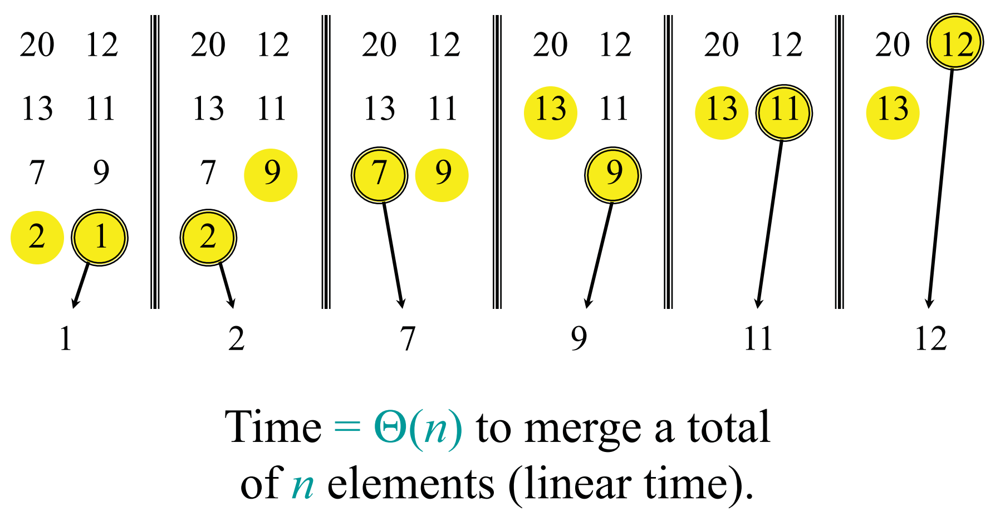 20 12 20 12 20 12 20 12 20 12 20 12
13 11 13 11 13 11 13 11 13 11 13
7 9 7 9 7 9 9
2 1 2
1 2 7 9 11 12
Time = Θ(n) to merge a total
of n elements (linear time).